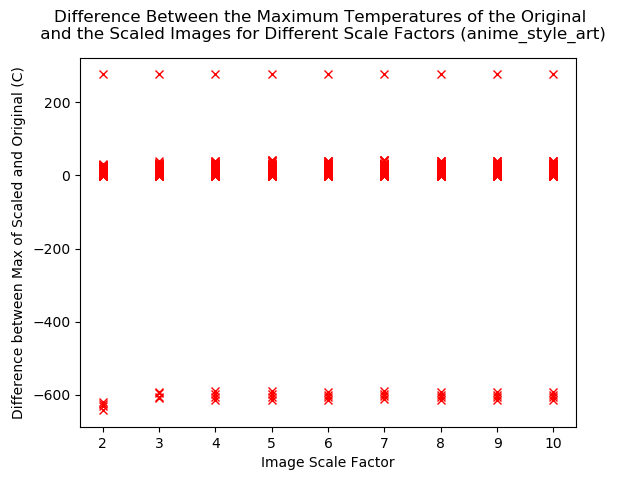 Difference Between the Maximum Temperatures of the Original
and the Scaled Images for Different Scale Factors (anime_style_art)
Difference between Max of Scaled and Original (C)
200
0
−200
−400
−600
2 3 4 5 6 7 8 9 10
Image Scale Factor